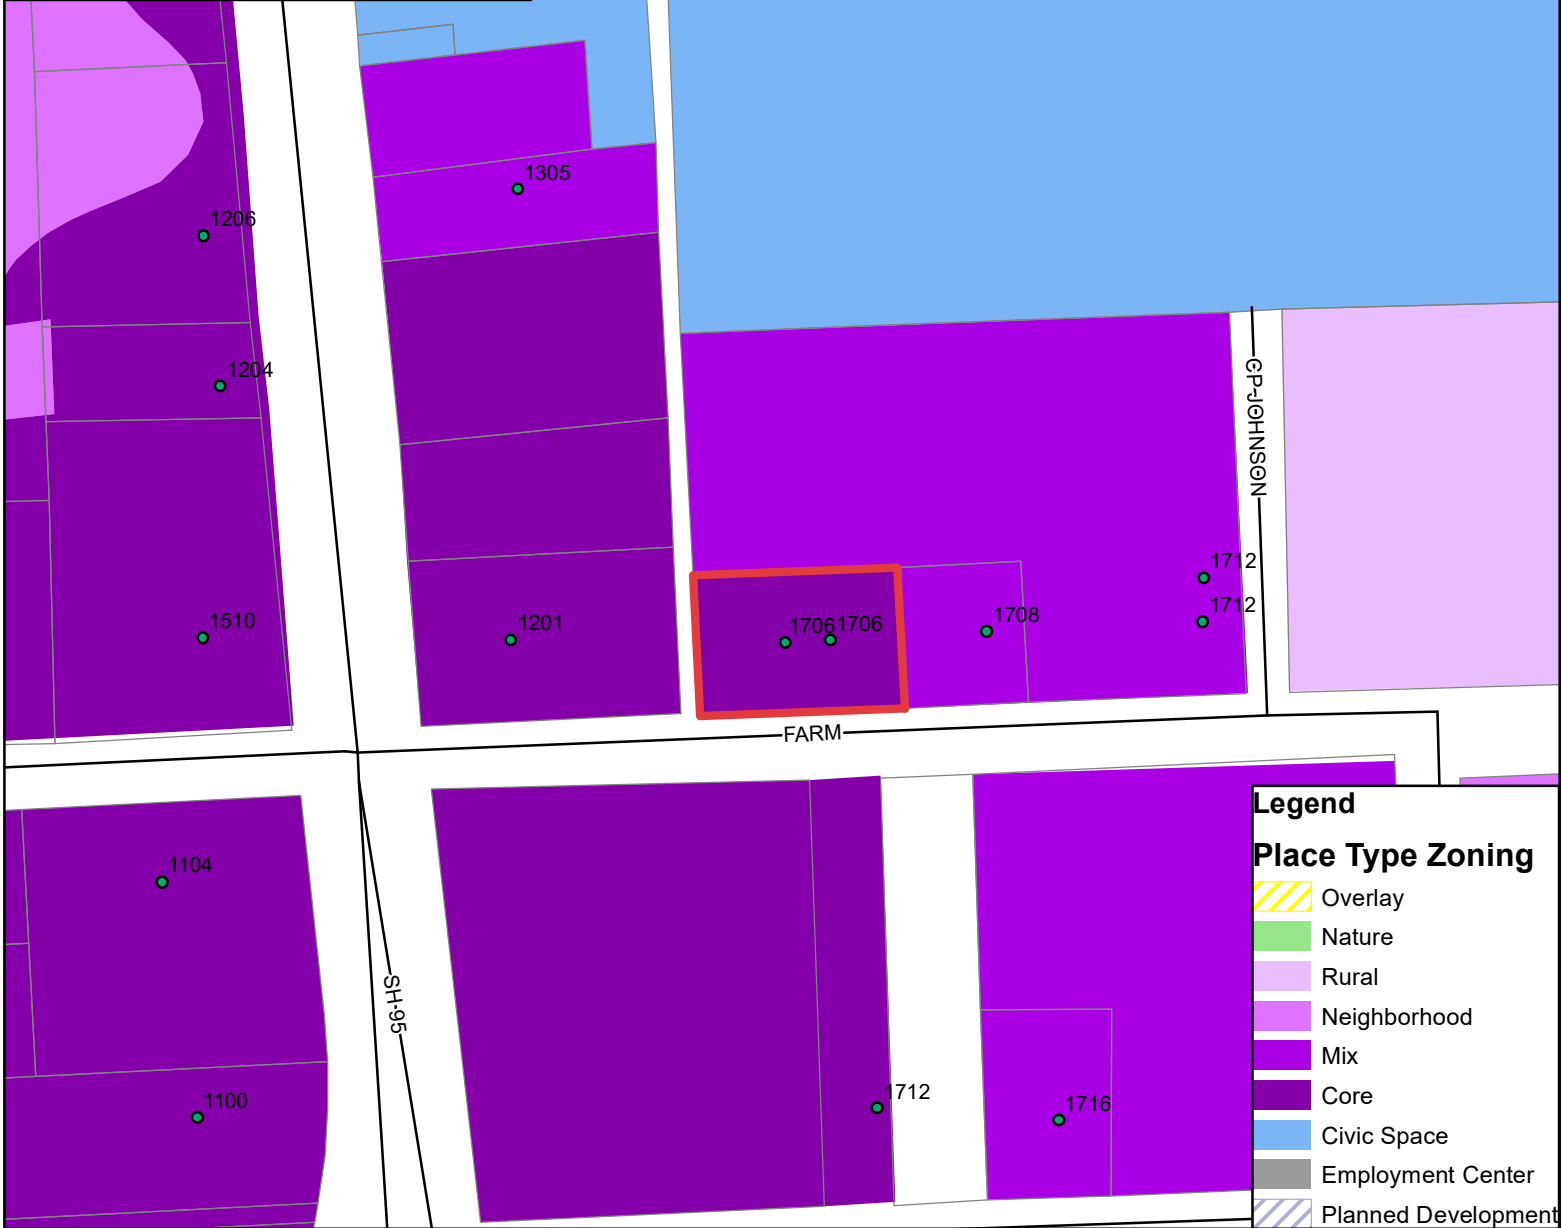 1305
1206
1204
CP-JOHNSON
1712
1712
1510
1201
1706
1706
1708
FARM
1104
SH-95
1100
1712
1716
Legend
Place Type Zoning
Overlay
Nature
Rural
Neighborhood
Mix
Core
Civic Space
Employment Center
Planned Development